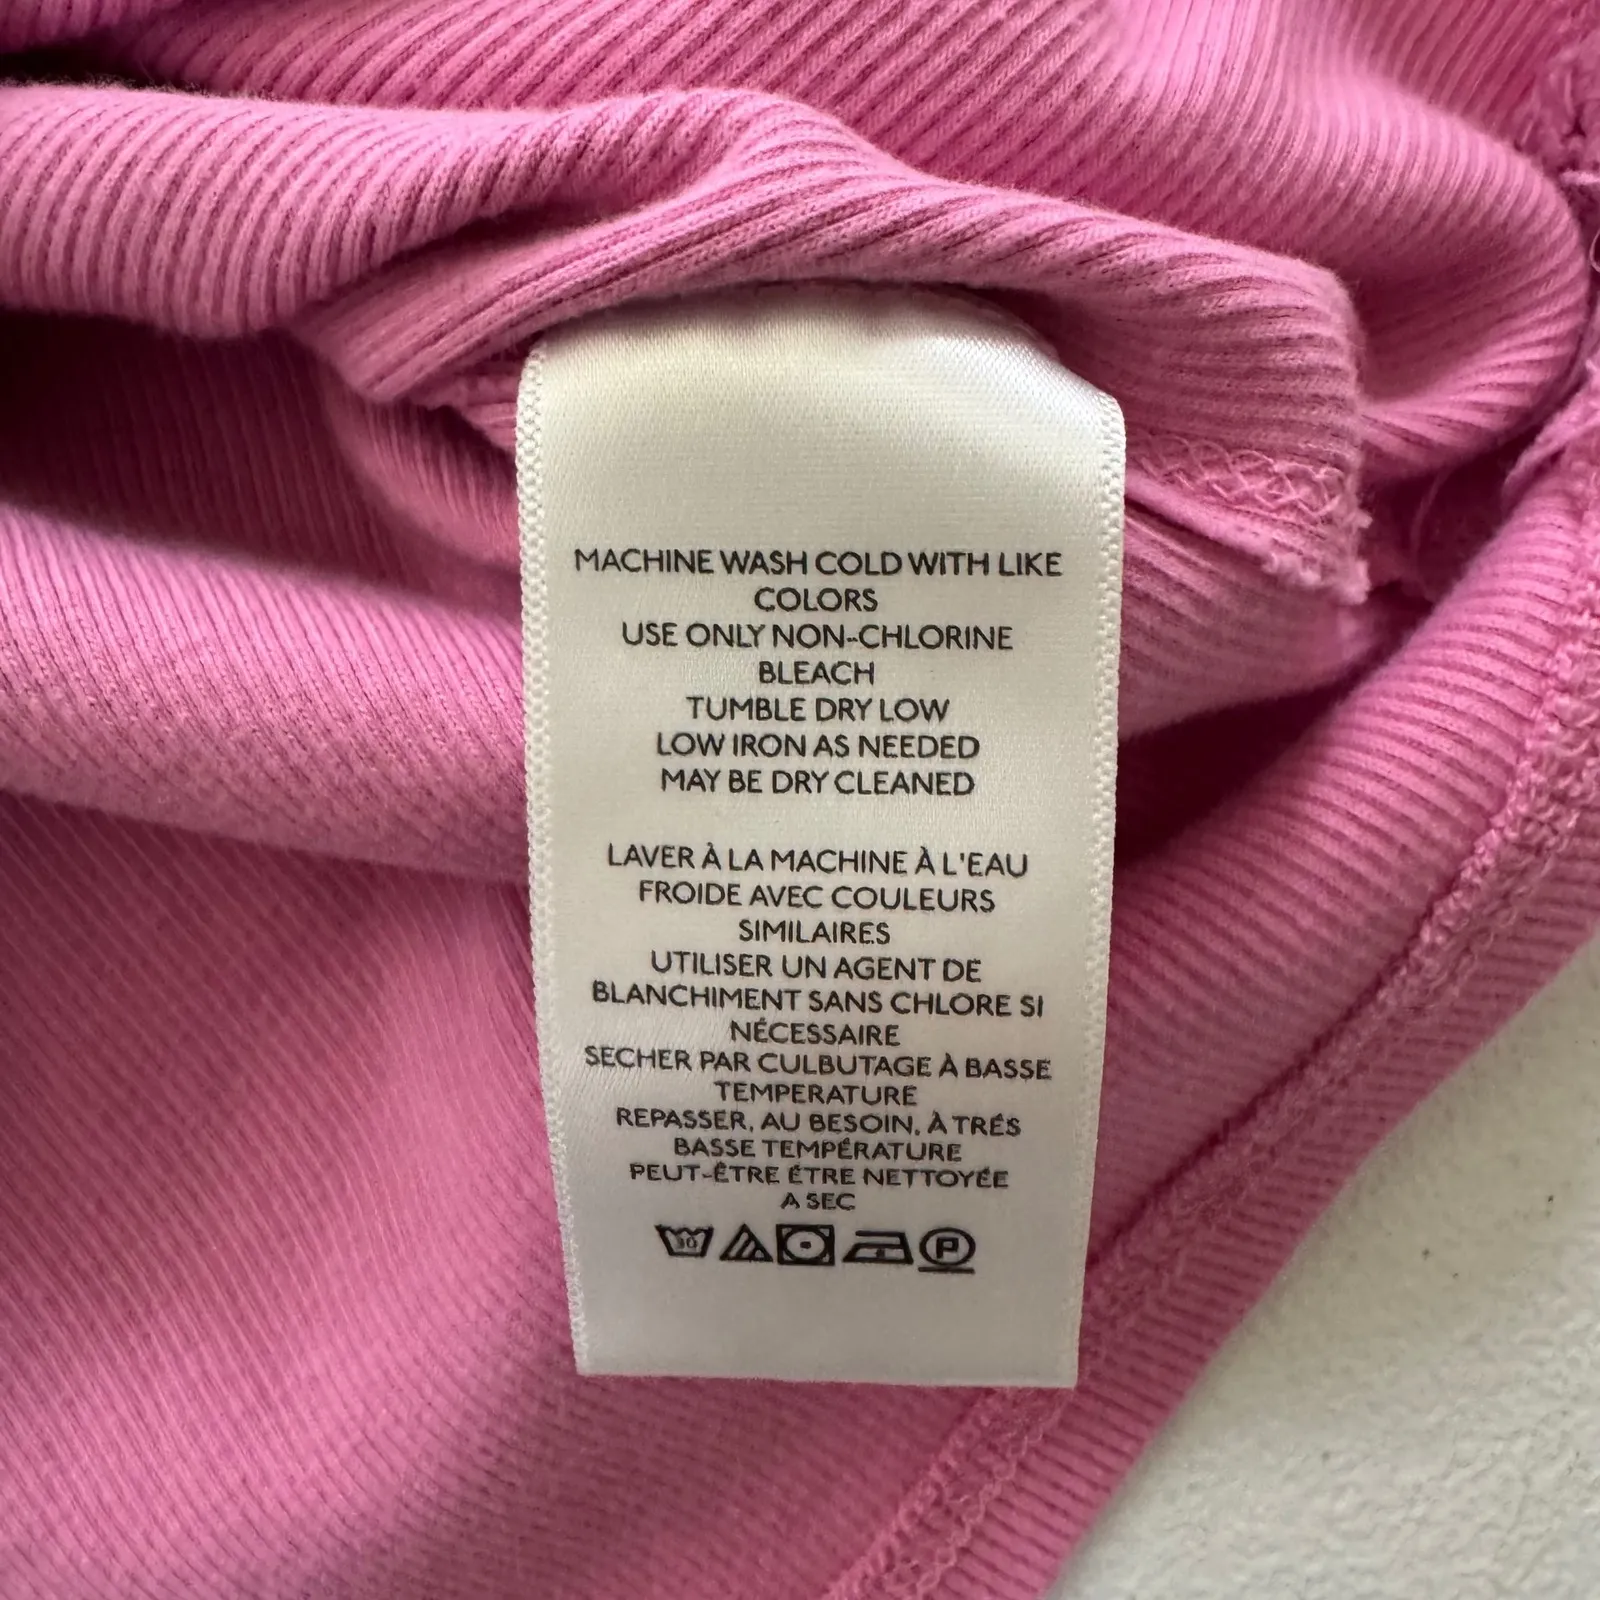 MACHINE WASH COLD WITH LIKE
COLORS
USE ONLY NON-CHLORINE
BLEACH
TUMBLE DRY LOW
LOW IRON AS NEEDED
MAY BE DRY CLEANED
LAVER À LA MACHINE À L'EAU
FROIDE AVEC COULEURS
SIMILAIRES
UTILISER UN AGENT DE
BLANCHIMENT SANS CHLORE SI
NÉCESSAIRE
SECHER PAR CULBUTAGE À BASSE
TEMPERATURE
REPASSER, AU BESOIN, À TRÉS
BASSE TEMPÉRATURE
PEUT-ÊTRE ÉTRE NETTOYÉE
A SEC
30 P